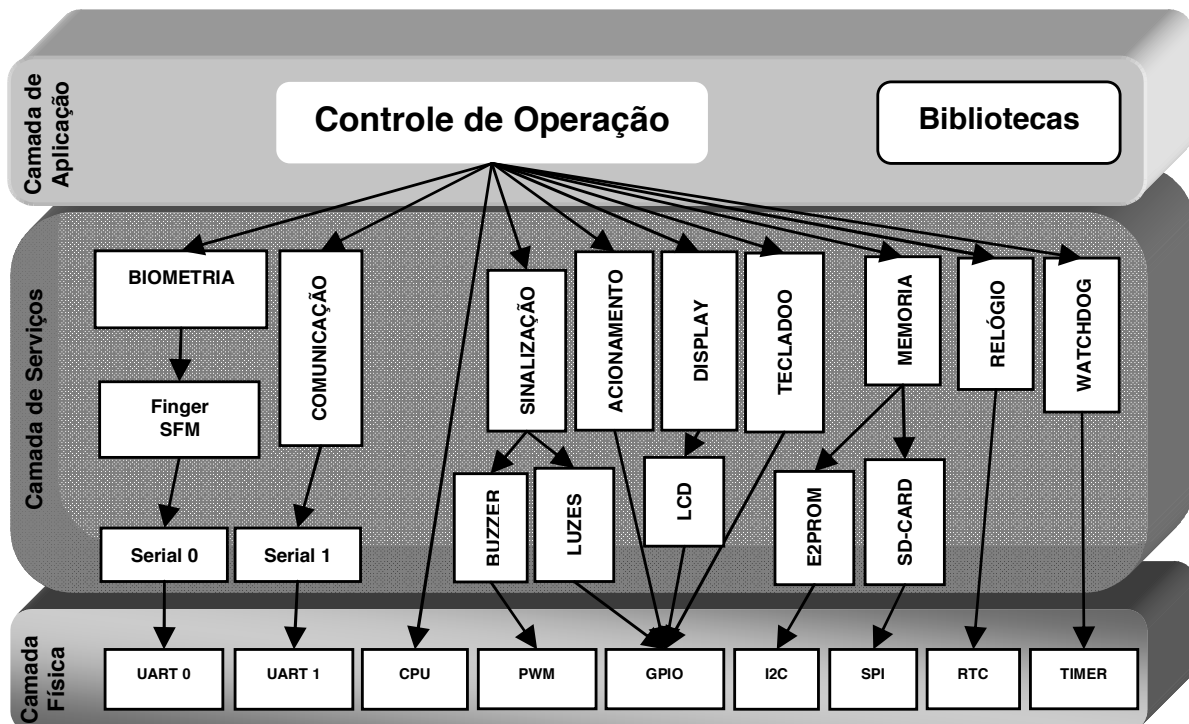 Camada de
Aplicação
Controle de Operação
Bibliotecas
Camada de Serviços
BIOMETRIA
COMUNICAÇÃO
SINALIZAÇÃO
ACIONAMENTO
DISPLAY
TECLADOO
MEMORIA
RELÓGIO
WATCHDOG
Finger
SFM
BUZZER
LUZES
LCD
E2PROM
SD-CARD
Serial 0
Serial 1
Camada
Física
UART 0
UART 1
CPU
PWM
GPIO
I2C
SPI
RTC
TIMER